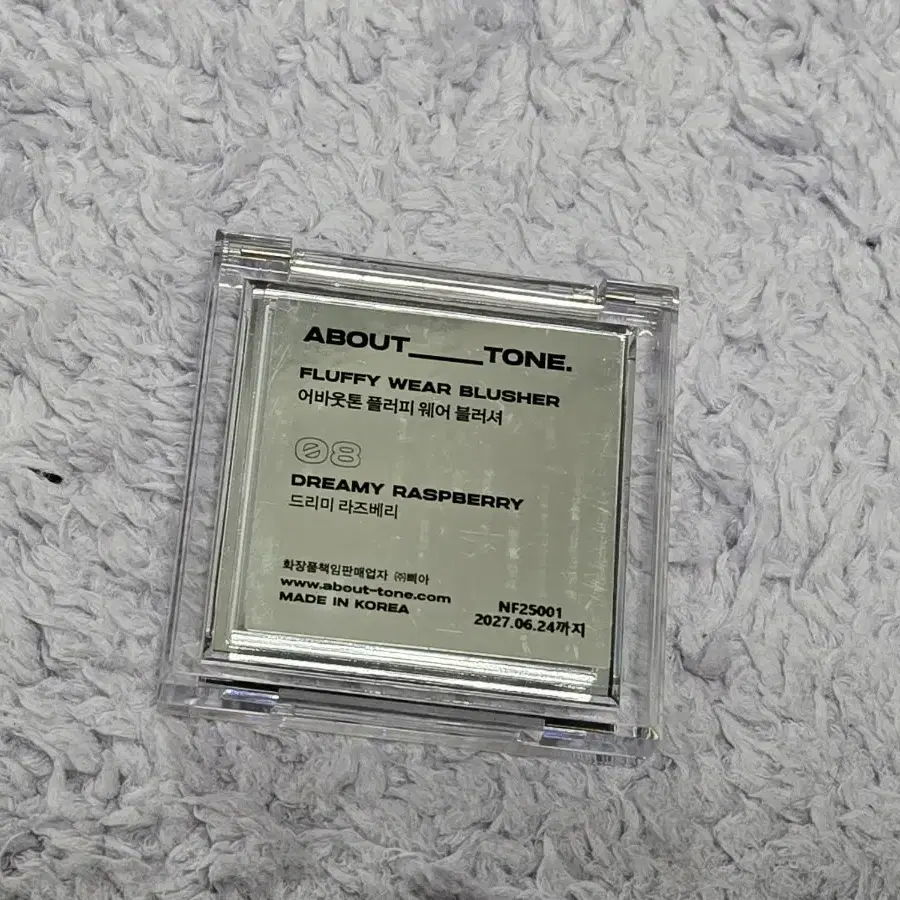 ABOUT____TONE.
FLUFFY WEAR BLUSHER
어바웃톤 플러피 웨어 블러셔
08
DREAMY RASPBERRY
드리미 라즈베리
화장품책임판매업자 ㈜삐아
www.about-tone.com
MADE IN KOREA
NF25001
2027.06.24까지